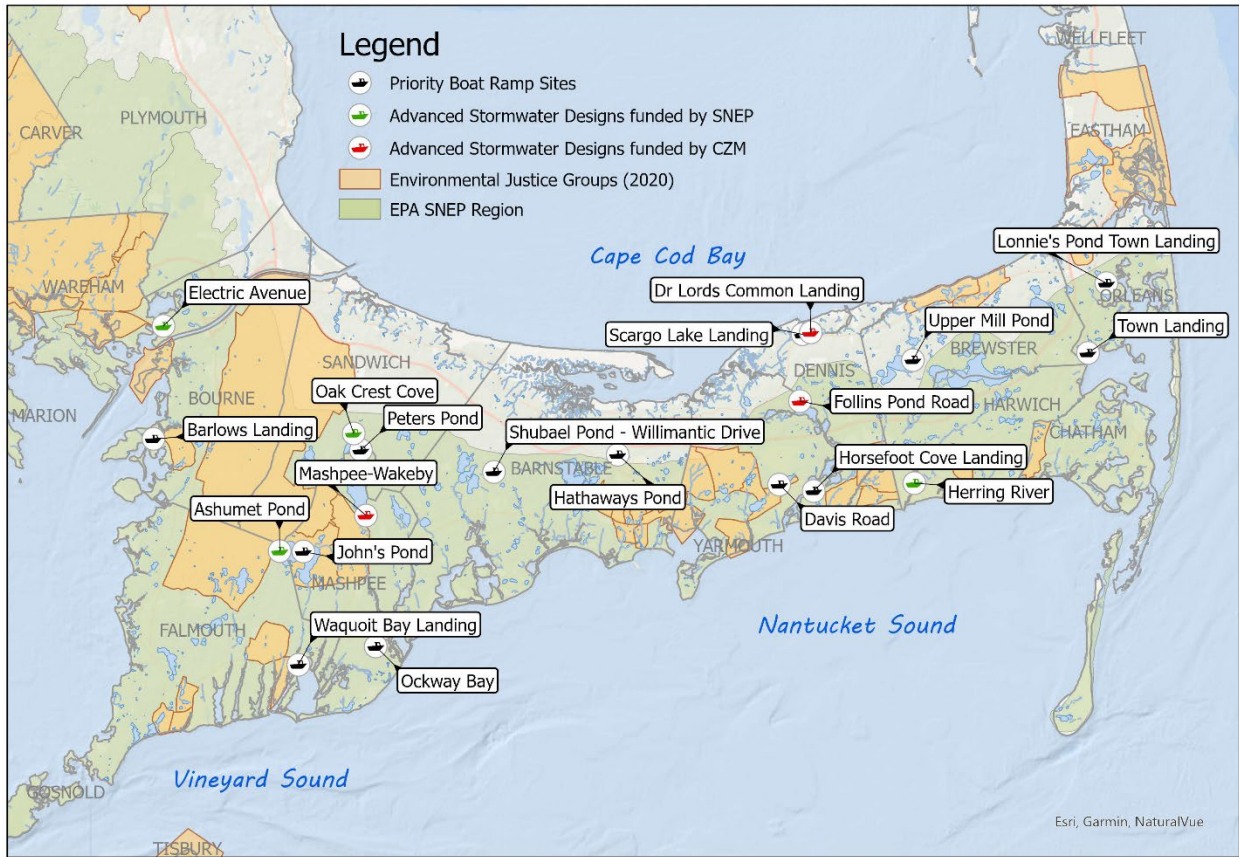 Legend
Priority Boat Ramp Sites
Advanced Stormwater Designs funded by SNEP
Advanced Stormwater Designs funded by CZM
Environmental Justice Groups (2020)
EPA SNEP Region
WELLFLEET
PLYMOUTH
CARVER
EASTHAM
Cape Cod Bay
Lonnie's Pond Town Landing
WAREHAM
Electric Avenue
Dr Lords Common Landing
ORLEANS
Scargo Lake Landing
Upper Mill Pond
Town Landing
BREWSTER
SANDWICH
DENNIS
Oak Crest Cove
BOURNE
Follins Pond Road
HARWICH
MARION
Peters Pond
CHATHAM
Barlows Landing
Shubael Pond - Willimantic Drive
Horsefoot Cove Landing
Mashpee-Wakeby
BARNSTABLE
Hathaways Pond
Herring River
Ashumet Pond
Davis Road
YARMOUTH
John's Pond
MASHPEE
Waquoit Bay Landing
FALMOUTH
Nantucket Sound
Ockway Bay
Vineyard Sound
GOSNOLD
Esri, Garmin, NaturalVue
TISBURY